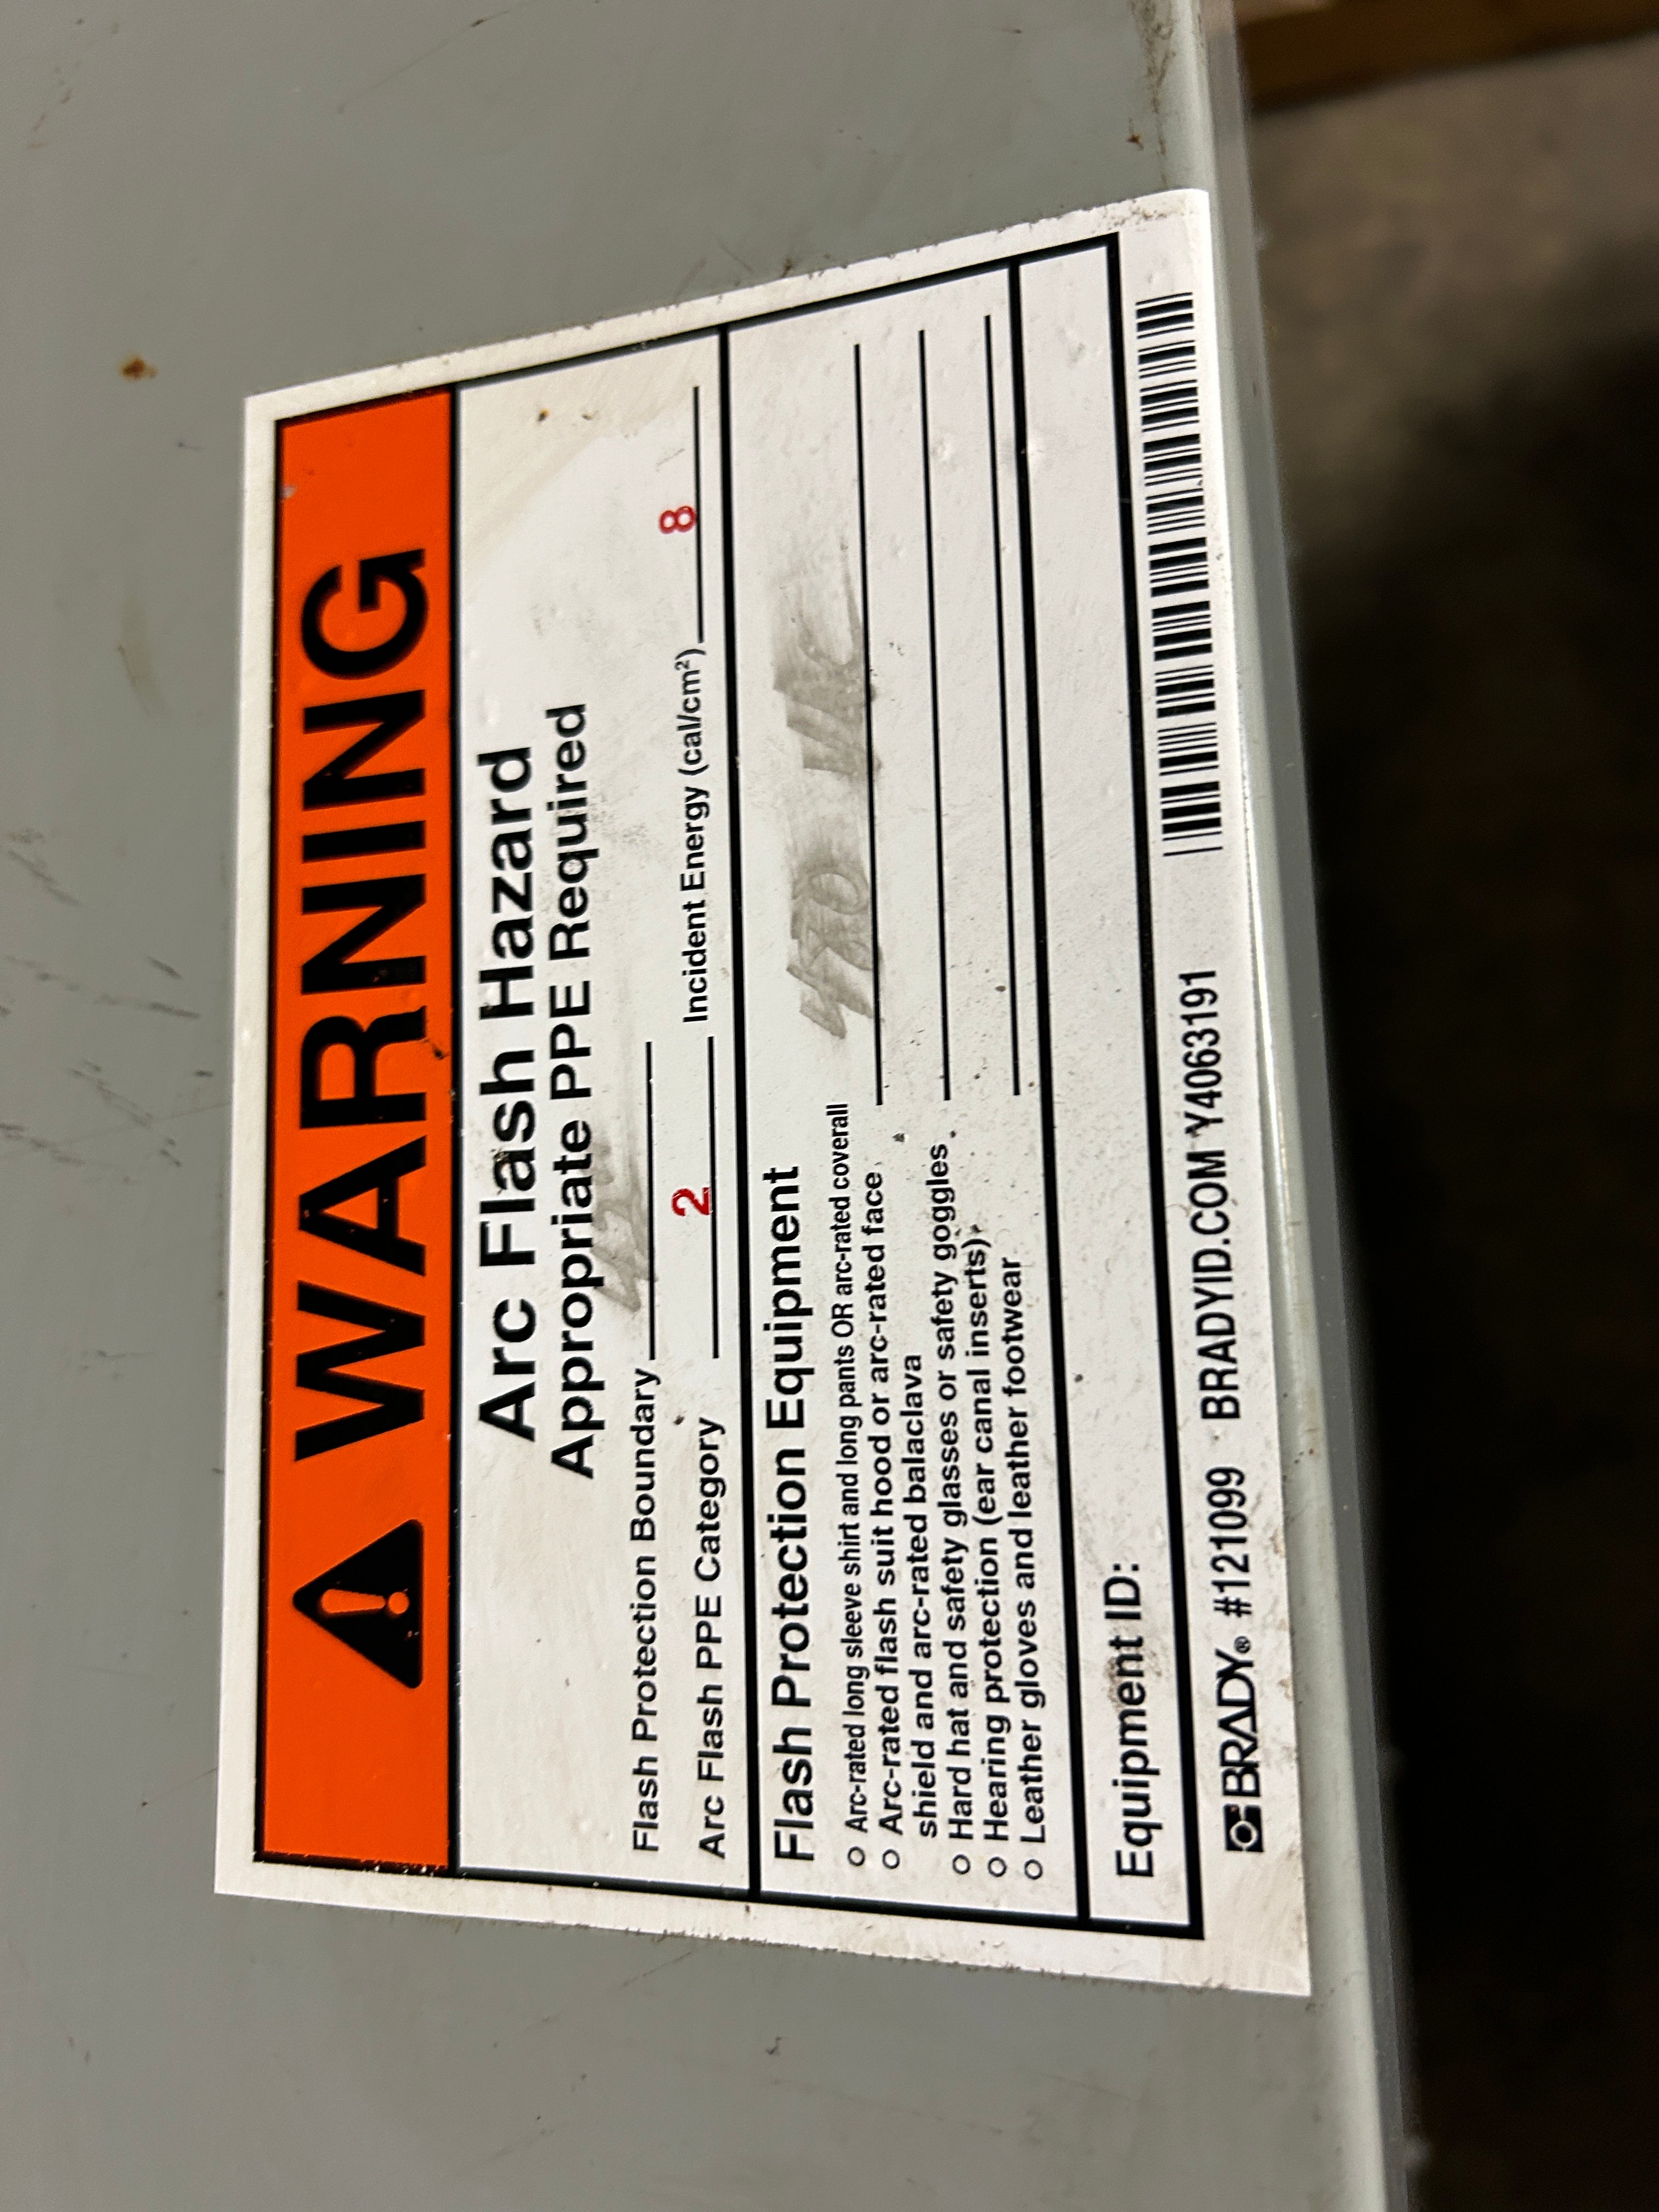 WARNING
Arc Flash Hazard
Appropriate PPE Required
Flash Protection Boundary
Arc Flash PPE Category 2 Incident Energy (cal/cm²) 8
Flash Protection Equipment
Arc-rated long sleeve shirt and long pants OR arc-rated coverall
Arc-rated flash suit hood or arc-rated face
shield and arc-rated balaclava
Hard hat and safety glasses or safety goggles
Hearing protection (ear canal inserts)
Leather gloves and leather footwear
480 VAC
Equipment ID:
BRADY® #121099 BRADYID.COM Y4063191